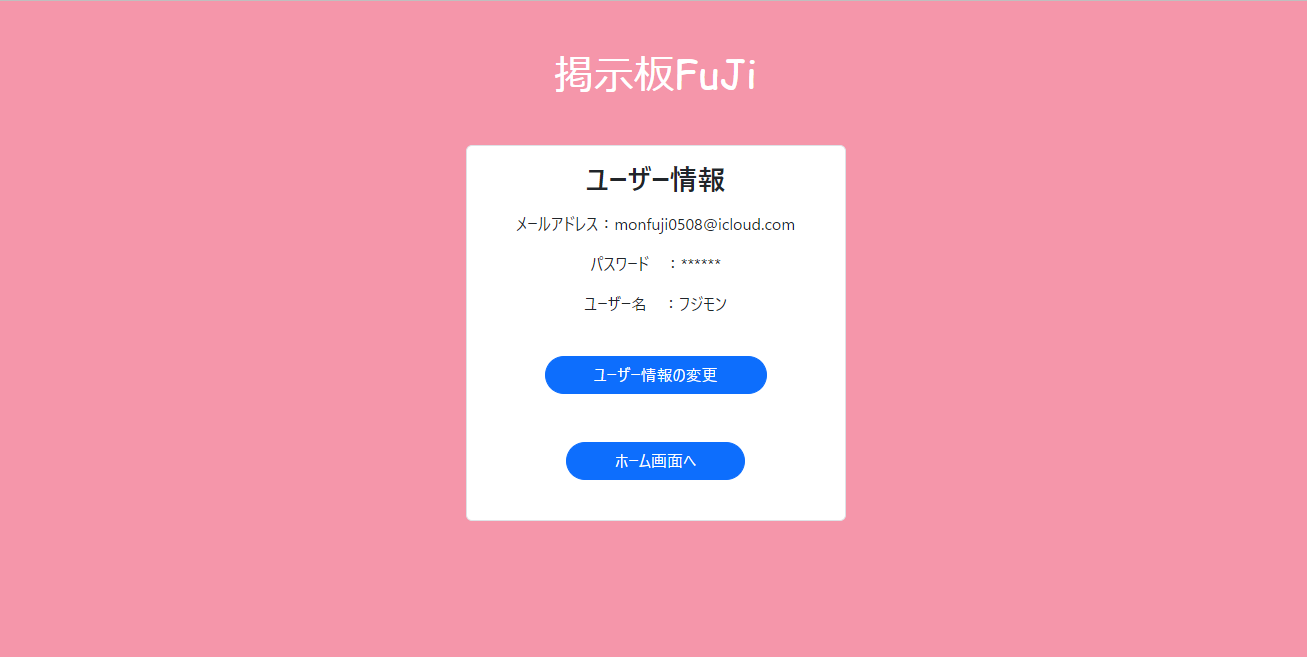 掲示板FuJi
ユーザー情報
メールアドレス：monfuji0508@icloud.com
パスワード　：******
ユーザー名　：フジモン
ユーザー情報の変更
ホーム画面へ